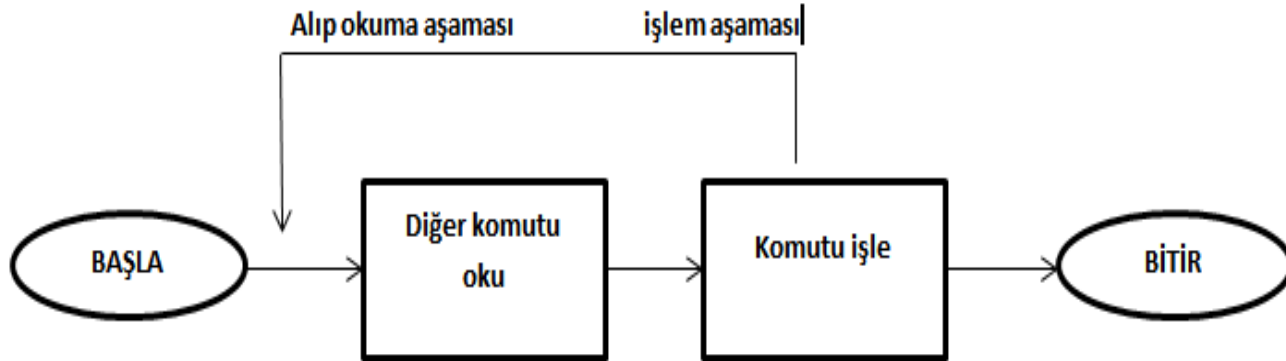 Alıp okuma aşaması işlem aşaması
BAŞLA
Diğer komutu
oku
Komutu işle
BİTİR